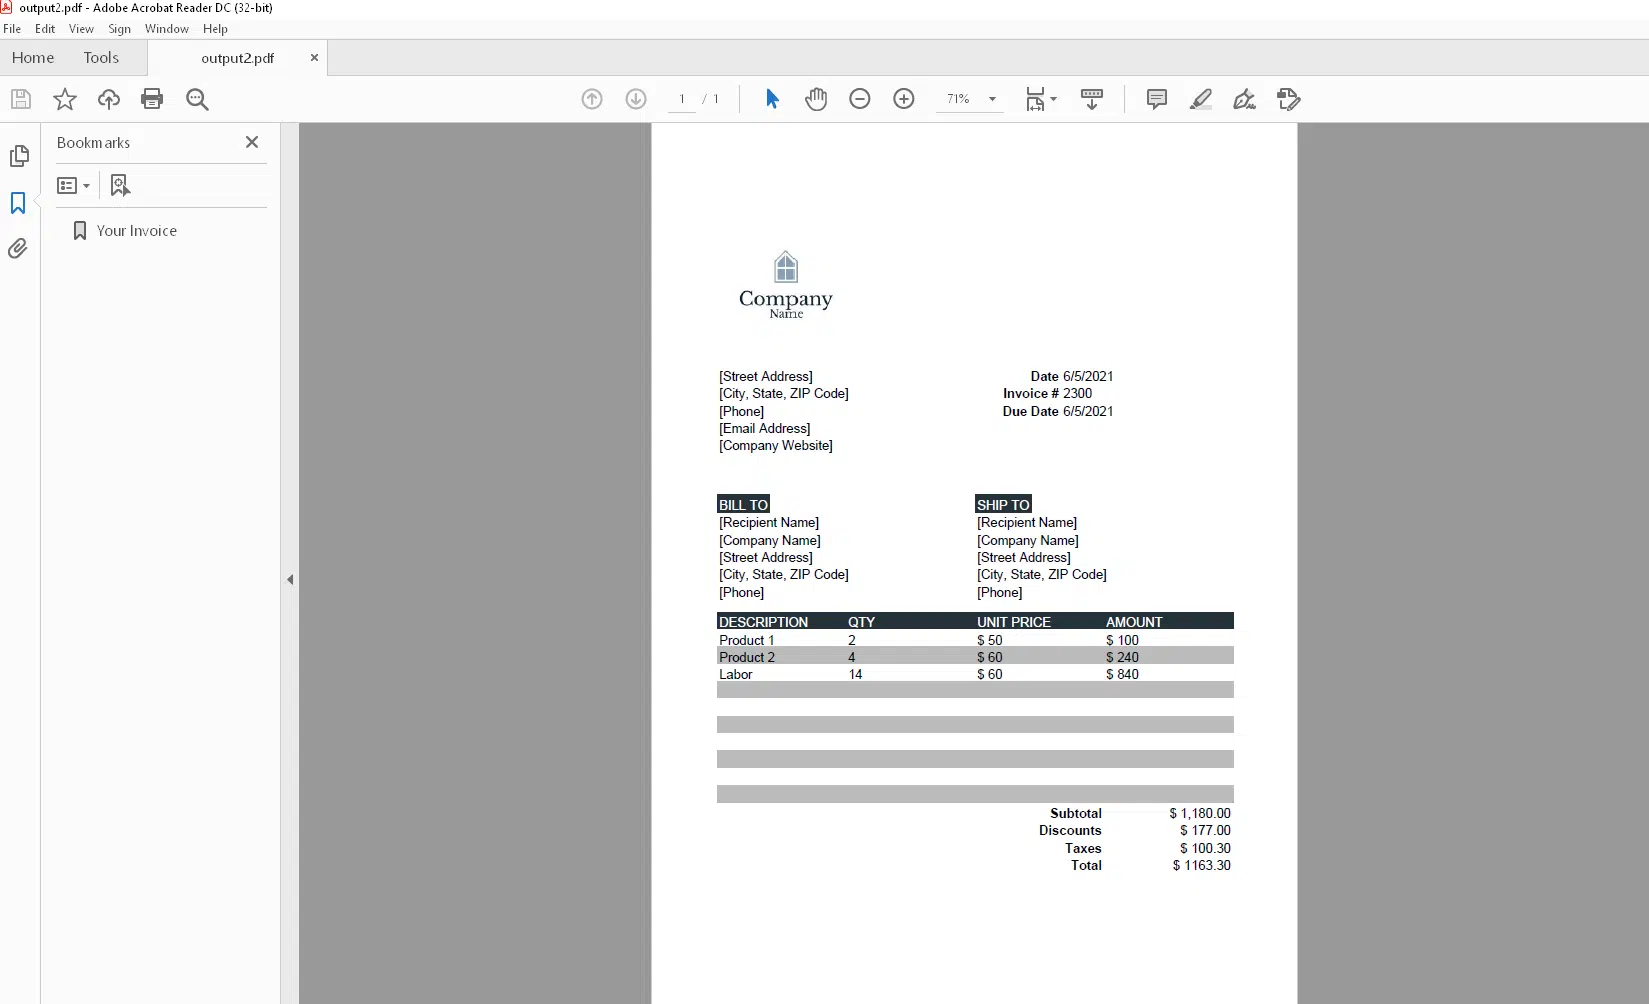 output2.pdf - Adobe Acrobat Reader DC (32-bit)
File Edit View Sign Window Help
Home Tools output2.pdf ×
1 / 1 71%
Bookmarks
Your Invoice
Company
Name
[Street Address] Date 6/5/2021
[City, State, ZIP Code] Invoice # 2300
[Phone] Due Date 6/5/2021
[Email Address]
[Company Website]
BILL TO SHIP TO
[Recipient Name] [Recipient Name]
[Company Name] [Company Name]
[Street Address] [Street Address]
[City, State, ZIP Code] [City, State, ZIP Code]
[Phone] [Phone]
DESCRIPTION QTY UNIT PRICE AMOUNT
Product 1 2 $ 50 $ 100
Product 2 4 $ 60 $ 240
Labor 14 $ 60 $ 840
Subtotal $ 1,180.00
Discounts $ 177.00
Taxes $ 100.30
Total $ 1163.30